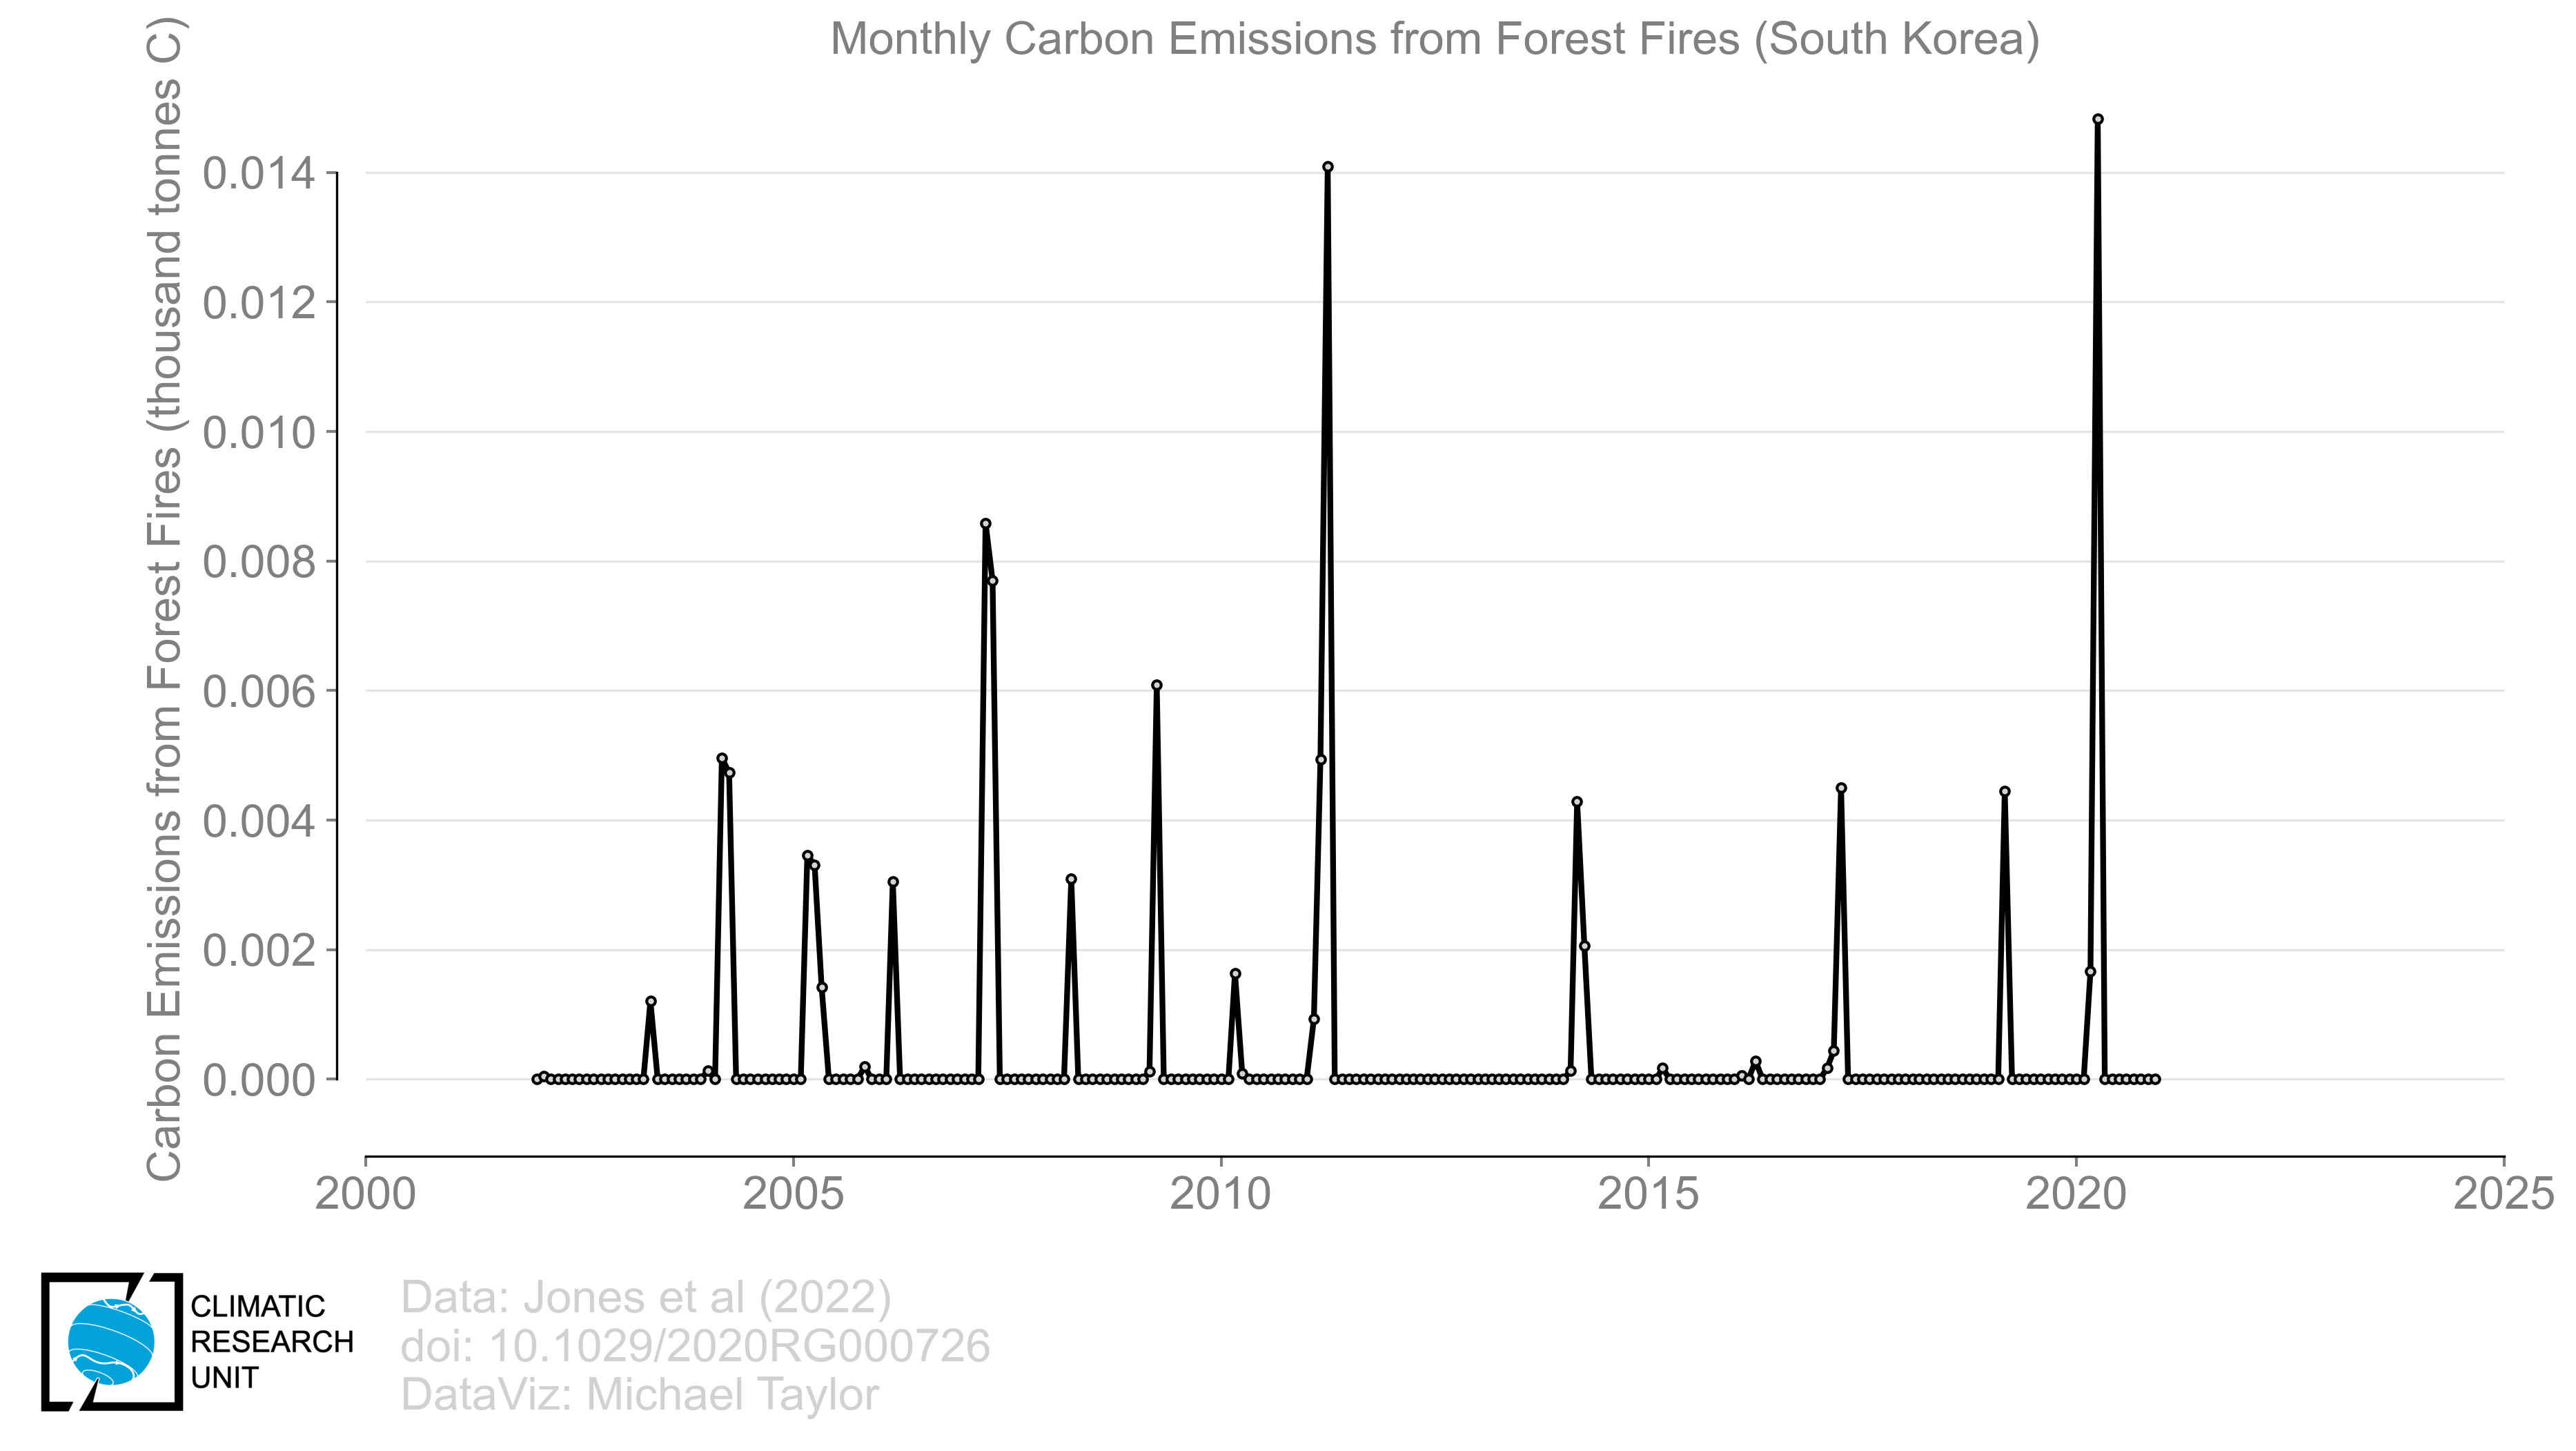 Monthly Carbon Emissions from Forest Fires (South Korea)
Carbon Emissions from Forest Fires (thousand tonnes C)
0.014
0.012
0.010
0.008
0.006
0.004
0.002
0.000
2000 2005 2010 2015 2020 2025
CLIMATIC
RESEARCH
UNIT
Data: Jones et al (2022)
doi: 10.1029/2020RG000726
DataViz: Michael Taylor